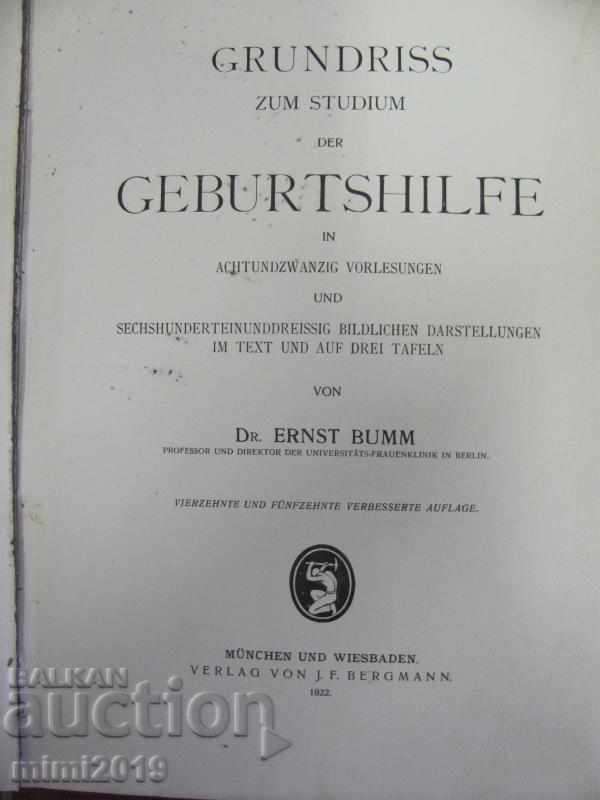 GRUNDRISS
ZUM STUDIUM
DER
GEBURTSHILFE
IN
ACHTUNDZWANZIG VORLESUNGEN
UND
SECHSHUNDERTEINUNDDREISSIG BILDLICHEN DARSTELLUNGEN
IM TEXT UND AUF DREI TAFELN
VON
DR. ERNST BUMM
PROFESSOR UND DIREKTOR DER UNIVERSITÄTS-FRAUENKLINIK IN BERLIN.
VIERZEHNTE UND FÜNFZEHNTE VERBESSERTE AUFLAGE.
MÜNCHEN UND WIESBADEN.
VERLAG VON J. F. BERGMANN.
1922.
BALKAN
auction
mimi2019